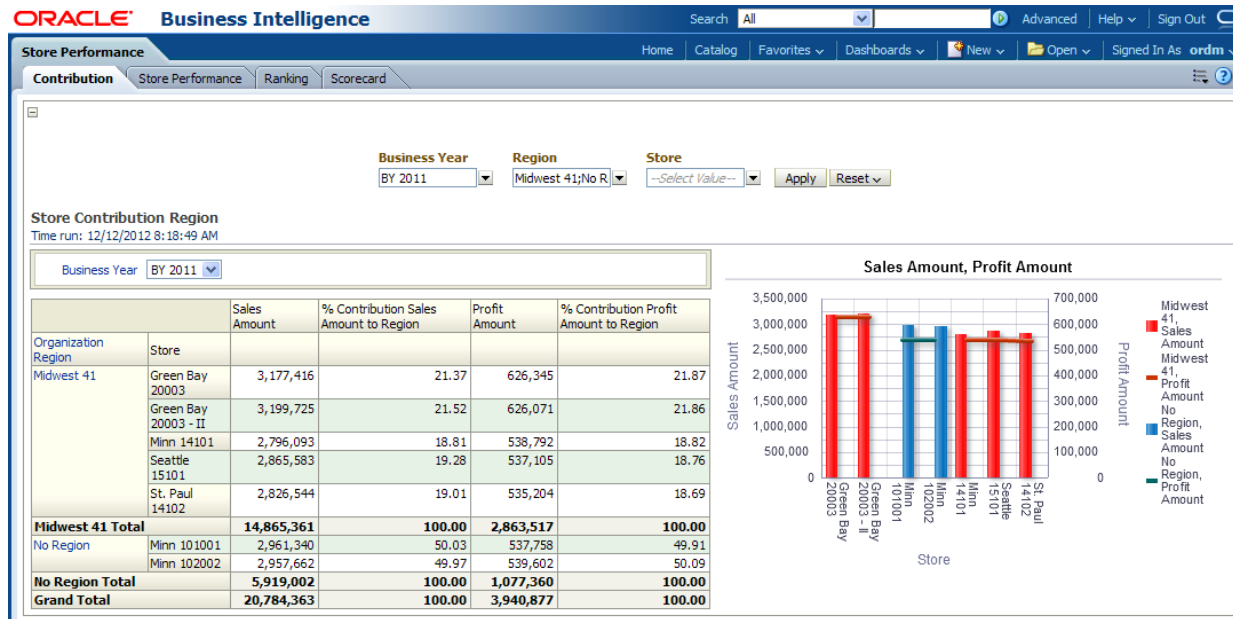 ORACLE Business Intelligence
Search All Advanced Help Sign Out
Store Performance
Home Catalog Favorites Dashboards New Open Signed In As ordm
Contribution Store Performance Ranking Scorecard
Business Year Region Store
BY 2011 Midwest 41;No R --Select Value-- Apply Reset
Store Contribution Region
Time run: 12/12/2012 8:18:49 AM
Business Year BY 2011
Sales Amount % Contribution Sales Amount to Region Profit Amount % Contribution Profit Amount to Region
Organization Region Store
Midwest 41 Green Bay 20003 3,177,416 21.37 626,345 21.87
Green Bay 20003 - II 3,199,725 21.52 626,071 21.86
Minn 14101 2,796,093 18.81 538,792 18.82
Seattle 15101 2,865,583 19.28 537,105 18.76
St. Paul 14102 2,826,544 19.01 535,204 18.69
Midwest 41 Total 14,865,361 100.00 2,863,517 100.00
No Region Minn 101001 2,961,340 50.03 537,758 49.91
Minn 102002 2,957,662 49.97 539,602 50.09
No Region Total 5,919,002 100.00 1,077,360 100.00
Grand Total 20,784,363 100.00 3,940,877 100.00
Sales Amount, Profit Amount
Sales Amount
3,500,000
3,000,000
2,500,000
2,000,000
1,500,000
1,000,000
500,000
0
700,000
600,000
500,000
400,000
300,000
200,000
100,000
0
Profit Amount
Green Bay 20003
Green Bay 20003 - II
Minn 101001
Minn 102002
Minn 14101
Seattle 15101
St. Paul 14102
Store
Midwest 41, Sales Amount
Midwest 41, Profit Amount
No Region, Sales Amount
No Region, Profit Amount